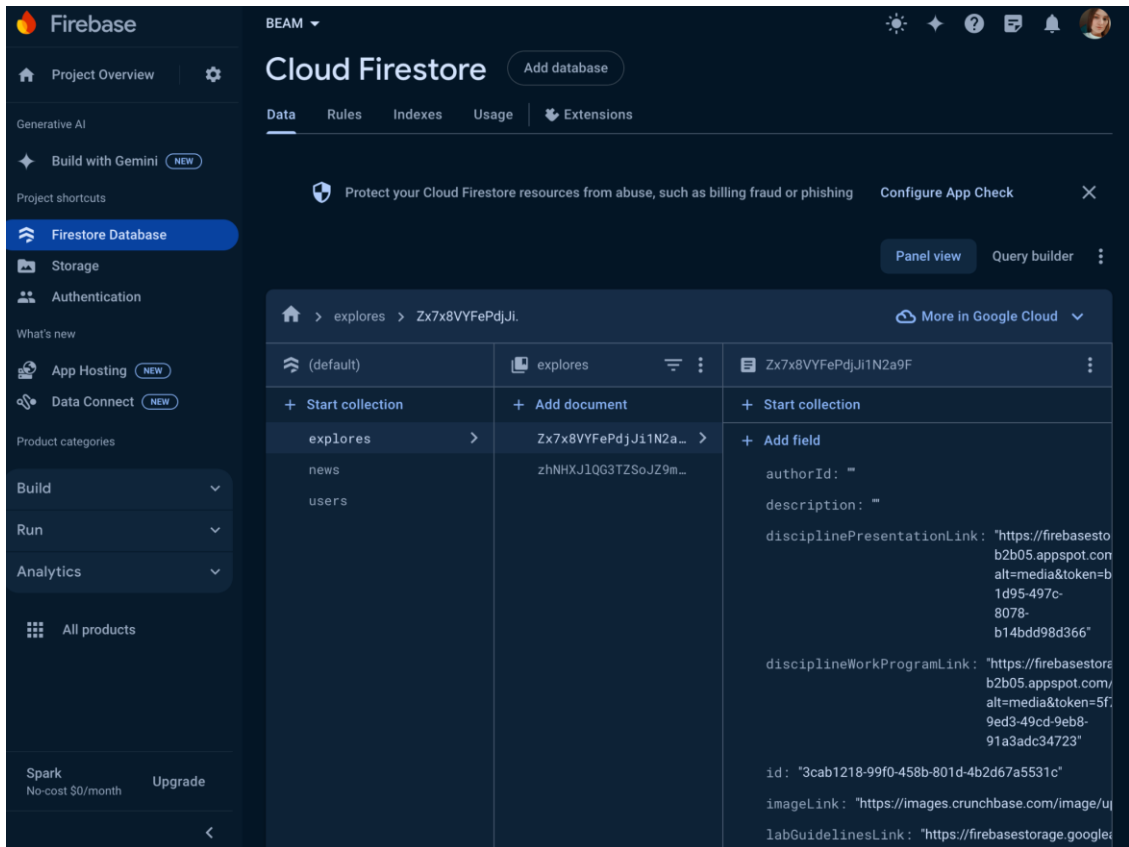 Firebase
Project Overview
Generative AI
Build with Gemini NEW
Project shortcuts
Firestore Database
Storage
Authentication
What's new
App Hosting NEW
Data Connect NEW
Product categories
Build
Run
Analytics
All products
Spark
No-cost $0/month
Upgrade
BEAM
Cloud Firestore
Add database
Data Rules Indexes Usage Extensions
Protect your Cloud Firestore resources from abuse, such as billing fraud or phishing Configure App Check
Panel view Query builder
explores > Zx7x8VYFePdjJi.
More in Google Cloud
(default)
+ Start collection
explores
news
users
explores
+ Add document
Zx7x8VYFePdjJi1N2a…
zhNHXJlQG3TZSoJZ9m…
Zx7x8VYFePdjJi1N2a9F
+ Start collection
+ Add field
authorId: ""
description: ""
disciplinePresentationLink: "https://firebasesto
b2b05.appspot.com
alt=media&token=b
1d95-497c-
8078-
b14bdd98d366"
disciplineWorkProgramLink: "https://firebasestora
b2b05.appspot.com/
alt=media&token=5f7
9ed3-49cd-9eb8-
91a3adc34723"
id: "3cab1218-99f0-458b-801d-4b2d67a5531c"
imageLink: "https://images.crunchbase.com/image/up
labGuidelinesLink: "https://firebasestorage.googlea